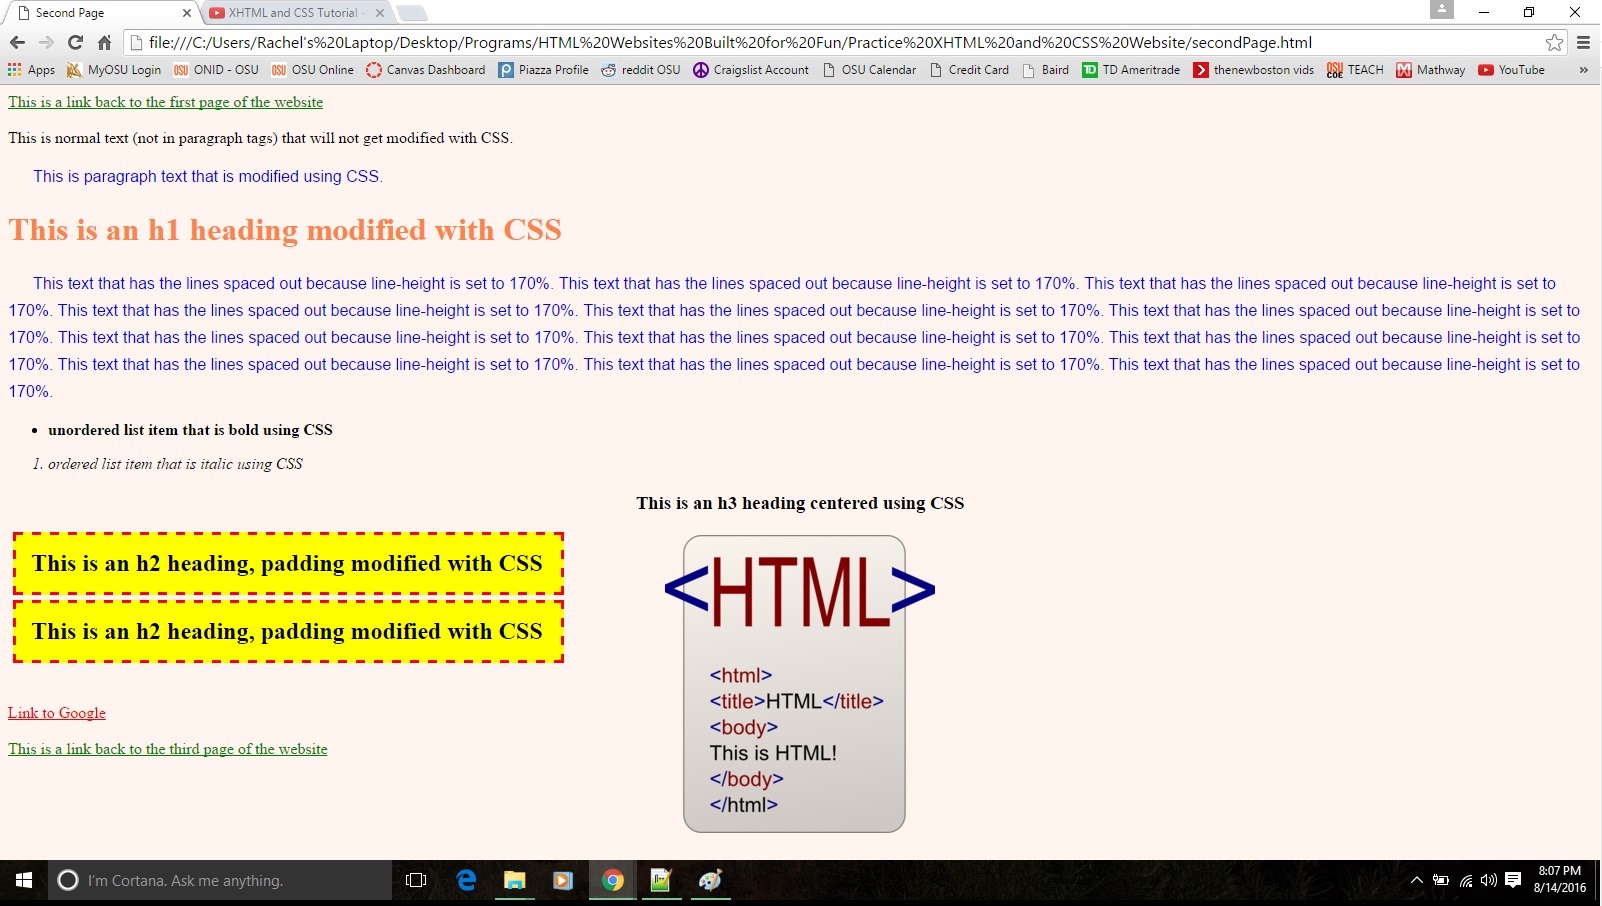 Second Page
XHTML and CSS Tutorial -
file:///C:/Users/Rachel's%20Laptop/Desktop/Programs/HTML%20Websites%20Built%20for%20Fun/Practice%20XHTML%20and%20CSS%20Website/secondPage.html
Apps MyOSU Login OSU ONID - OSU OSU OSU Online Canvas Dashboard Piazza Profile reddit OSU Craigslist Account OSU Calendar Credit Card Baird TD TD Ameritrade thenewboston vids OSU COE TEACH Mathway YouTube »
This is a link back to the first page of the website
This is normal text (not in paragraph tags) that will not get modified with CSS.
This is paragraph text that is modified using CSS.
This is an h1 heading modified with CSS
This text that has the lines spaced out because line-height is set to 170%. This text that has the lines spaced out because line-height is set to 170%. This text that has the lines spaced out because line-height is set to
170%. This text that has the lines spaced out because line-height is set to 170%. This text that has the lines spaced out because line-height is set to 170%. This text that has the lines spaced out because line-height is set to
170%. This text that has the lines spaced out because line-height is set to 170%. This text that has the lines spaced out because line-height is set to 170%. This text that has the lines spaced out because line-height is set to
170%. This text that has the lines spaced out because line-height is set to 170%. This text that has the lines spaced out because line-height is set to 170%. This text that has the lines spaced out because line-height is set to
170%.
• unordered list item that is bold using CSS
1. ordered list item that is italic using CSS
This is an h3 heading centered using CSS
This is an h2 heading, padding modified with CSS
This is an h2 heading, padding modified with CSS
<HTML>
<html>
<title>HTML</title>
<body>
This is HTML!
</body>
</html>
Link to Google
This is a link back to the third page of the website
I'm Cortana. Ask me anything.
8:07 PM
8/14/2016